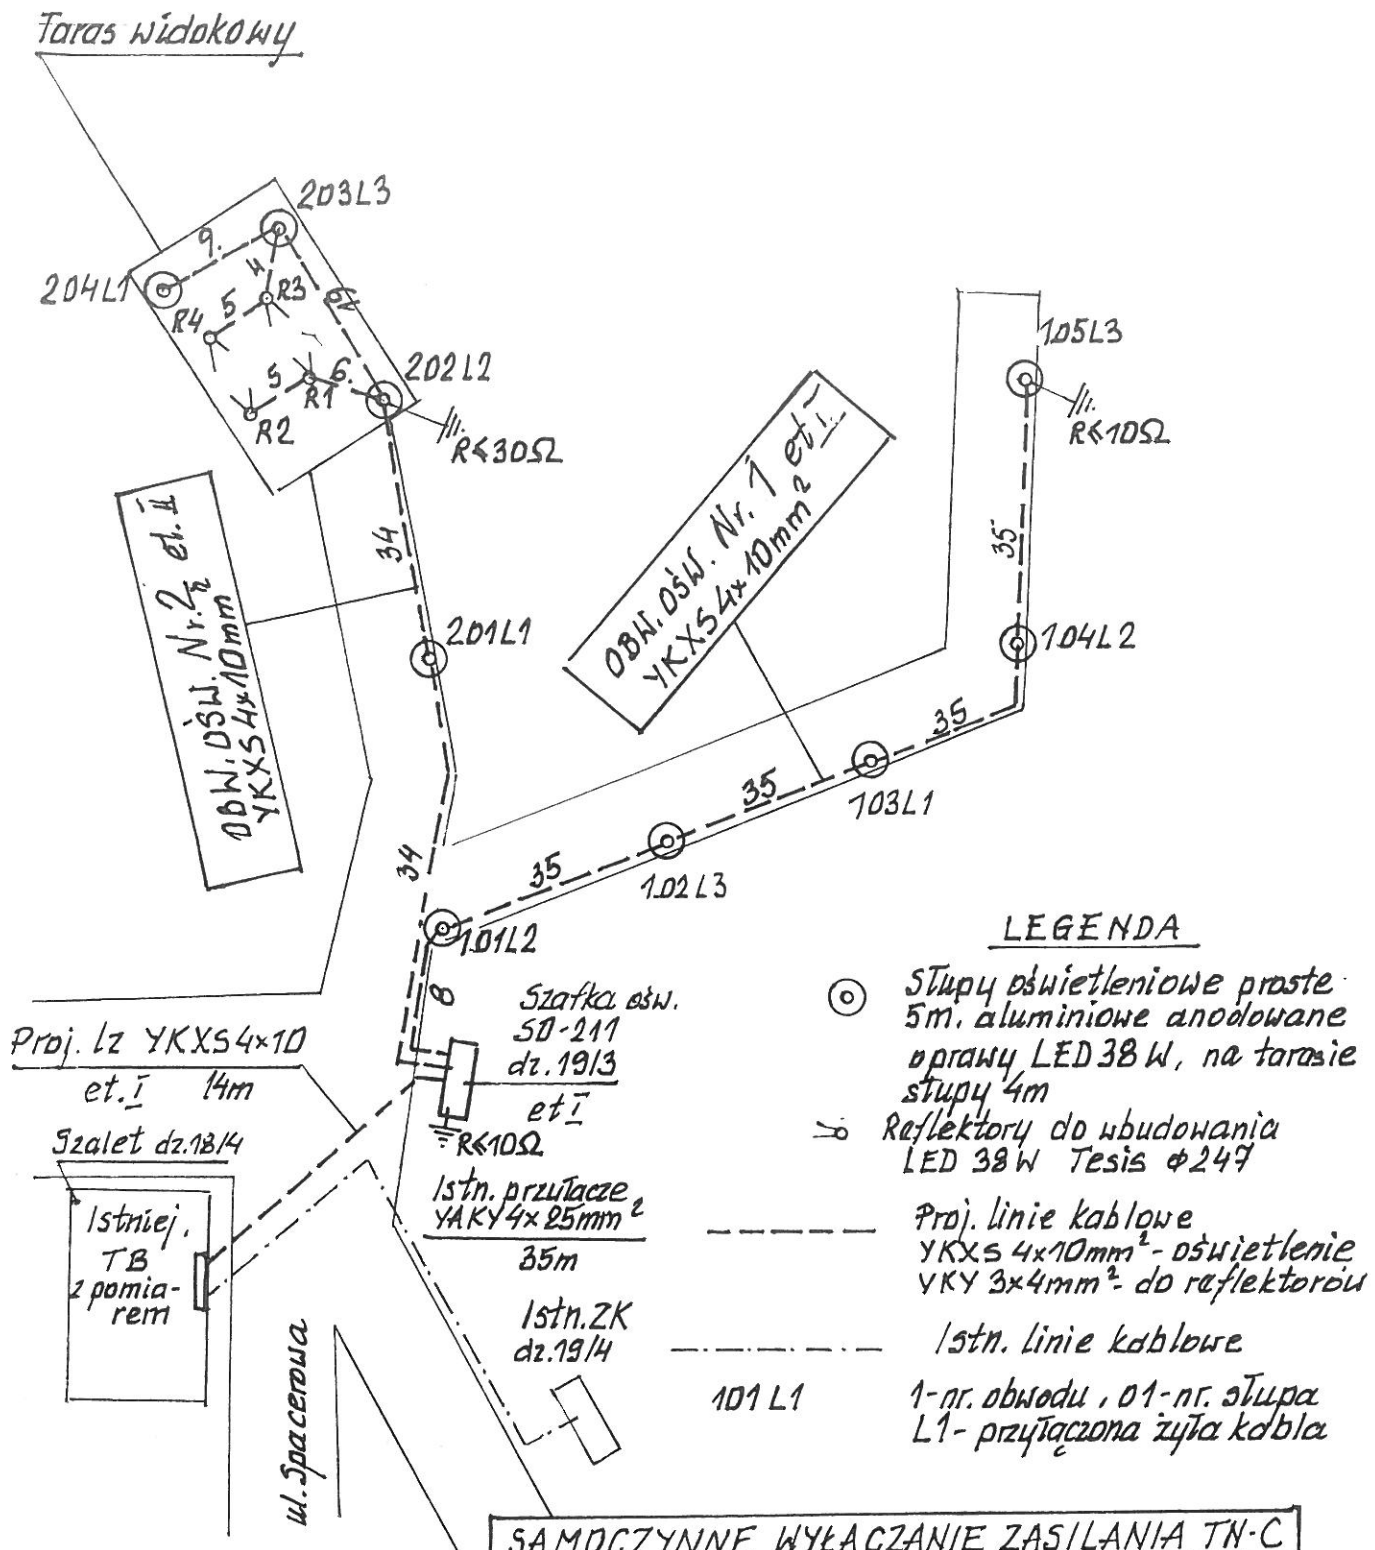 Taras widokowy
203L3
9.
204L1
4
R3
5
R4
19
105L3
202L2
6.
5
R1
R2
R≤30Ω
R≤10Ω
OBW. OŚW. Nr. 1 et I
YKXS 4x10mm²
OBW. OŚW. Nr. 2 et. II
YKXS 4x10mm²
34
35
201L1
104L2
35
35
103L1
34
35
102L3
101L2
8
Szafka ośw.
SO-211
dz. 19/3
et I
R≤10Ω
Proj. lz YKXS 4x10
et. I 14m
Szalet dz.18/4
Istniej.
TB
z pomia-
rem
Istn. przyłącze
YAKY 4x25mm²
35m
Istn. ZK
dz. 19/4
ul. Spacerowa
LEGENDA
Słupy oświetleniowe proste
5m. aluminiowe anodowane
oprawy LED 38 W, na tarasie
słupy 4m
Reflektory do wbudowania
LED 38W Tesis φ247
Proj. linie kablowe
YKXS 4x10mm² - oświetlenie
YKY 3x4mm² - do reflektorów
Istn. linie kablowe
101 L1
1-nr. obwodu, 01-nr. słupa
L1- przyłączona żyła kabla
SAMOCZYNNE WYŁĄCZANIE ZASILANIA TN-C